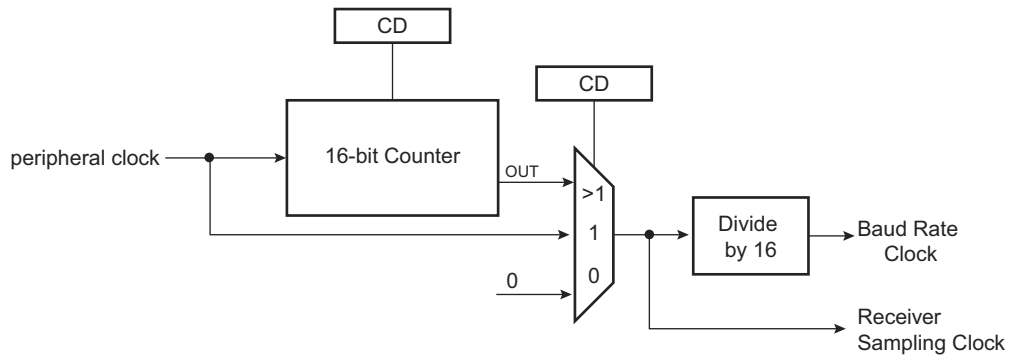 CD
CD
peripheral clock
16-bit Counter
OUT
>1
1
0
0
Divide
by 16
Baud Rate
Clock
Receiver
Sampling Clock